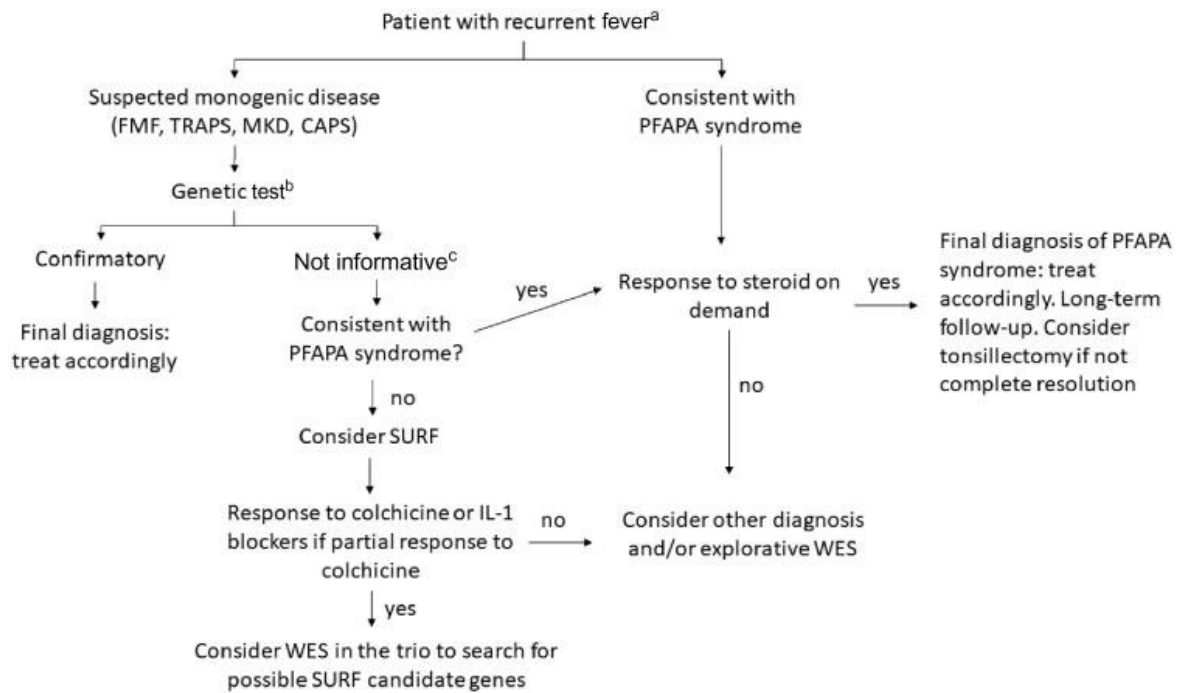 Patient with recurrent feverᵃ
Suspected monogenic disease
(FMF, TRAPS, MKD, CAPS)
Consistent with
PFAPA syndrome
Genetic testᵇ
Confirmatory
Not informativeᶜ
Final diagnosis:
treat accordingly
Consistent with
PFAPA syndrome?
yes
Response to steroid on
demand
yes
Final diagnosis of PFAPA
syndrome: treat
accordingly. Long-term
follow-up. Consider
tonsillectomy if not
complete resolution
no
no
Consider SURF
Response to colchicine or IL-1
blockers if partial response to
colchicine
no
Consider other diagnosis
and/or explorative WES
yes
Consider WES in the trio to search for
possible SURF candidate genes